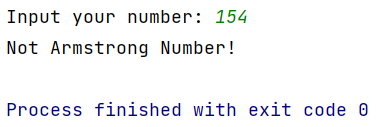 Input your number: 154
Not Armstrong Number!
Process finished with exit code 0